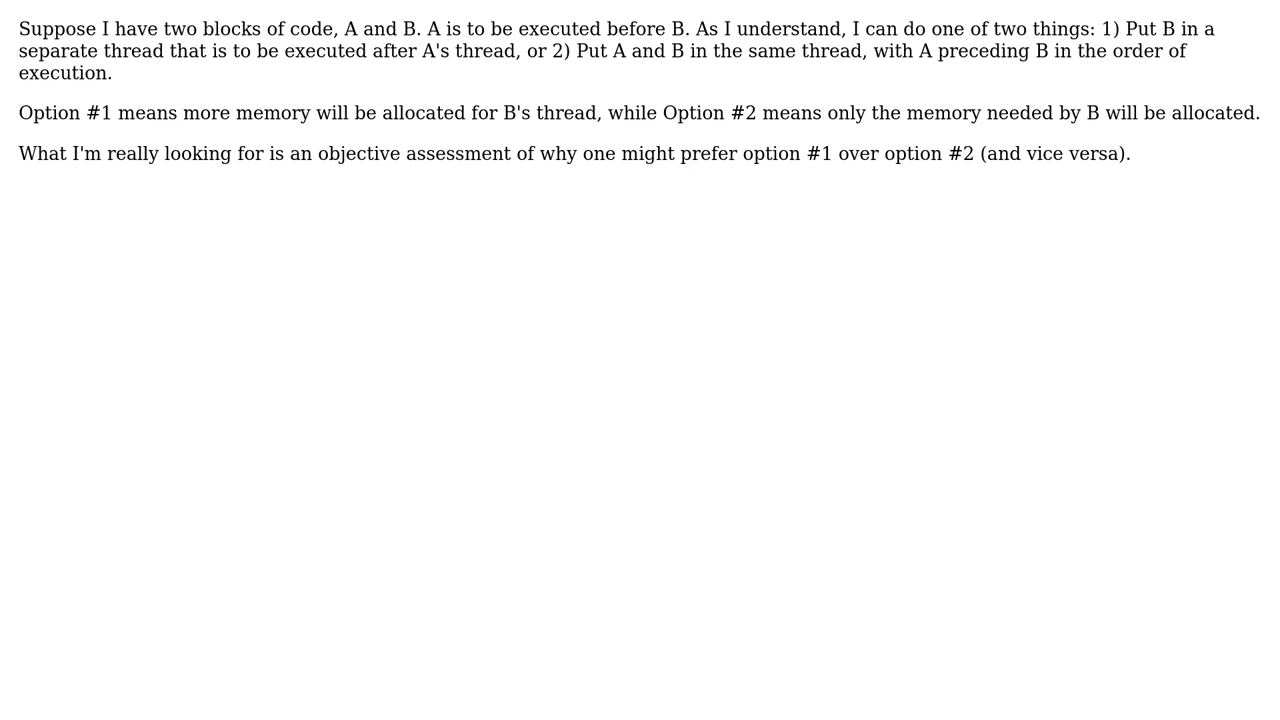 Suppose I have two blocks of code, A and B. A is to be executed before B. As I understand, I can do one of two things: 1) Put B in a
separate thread that is to be executed after A's thread, or 2) Put A and B in the same thread, with A preceding B in the order of
execution.
Option #1 means more memory will be allocated for B's thread, while Option #2 means only the memory needed by B will be allocated.
What I'm really looking for is an objective assessment of why one might prefer option #1 over option #2 (and vice versa).